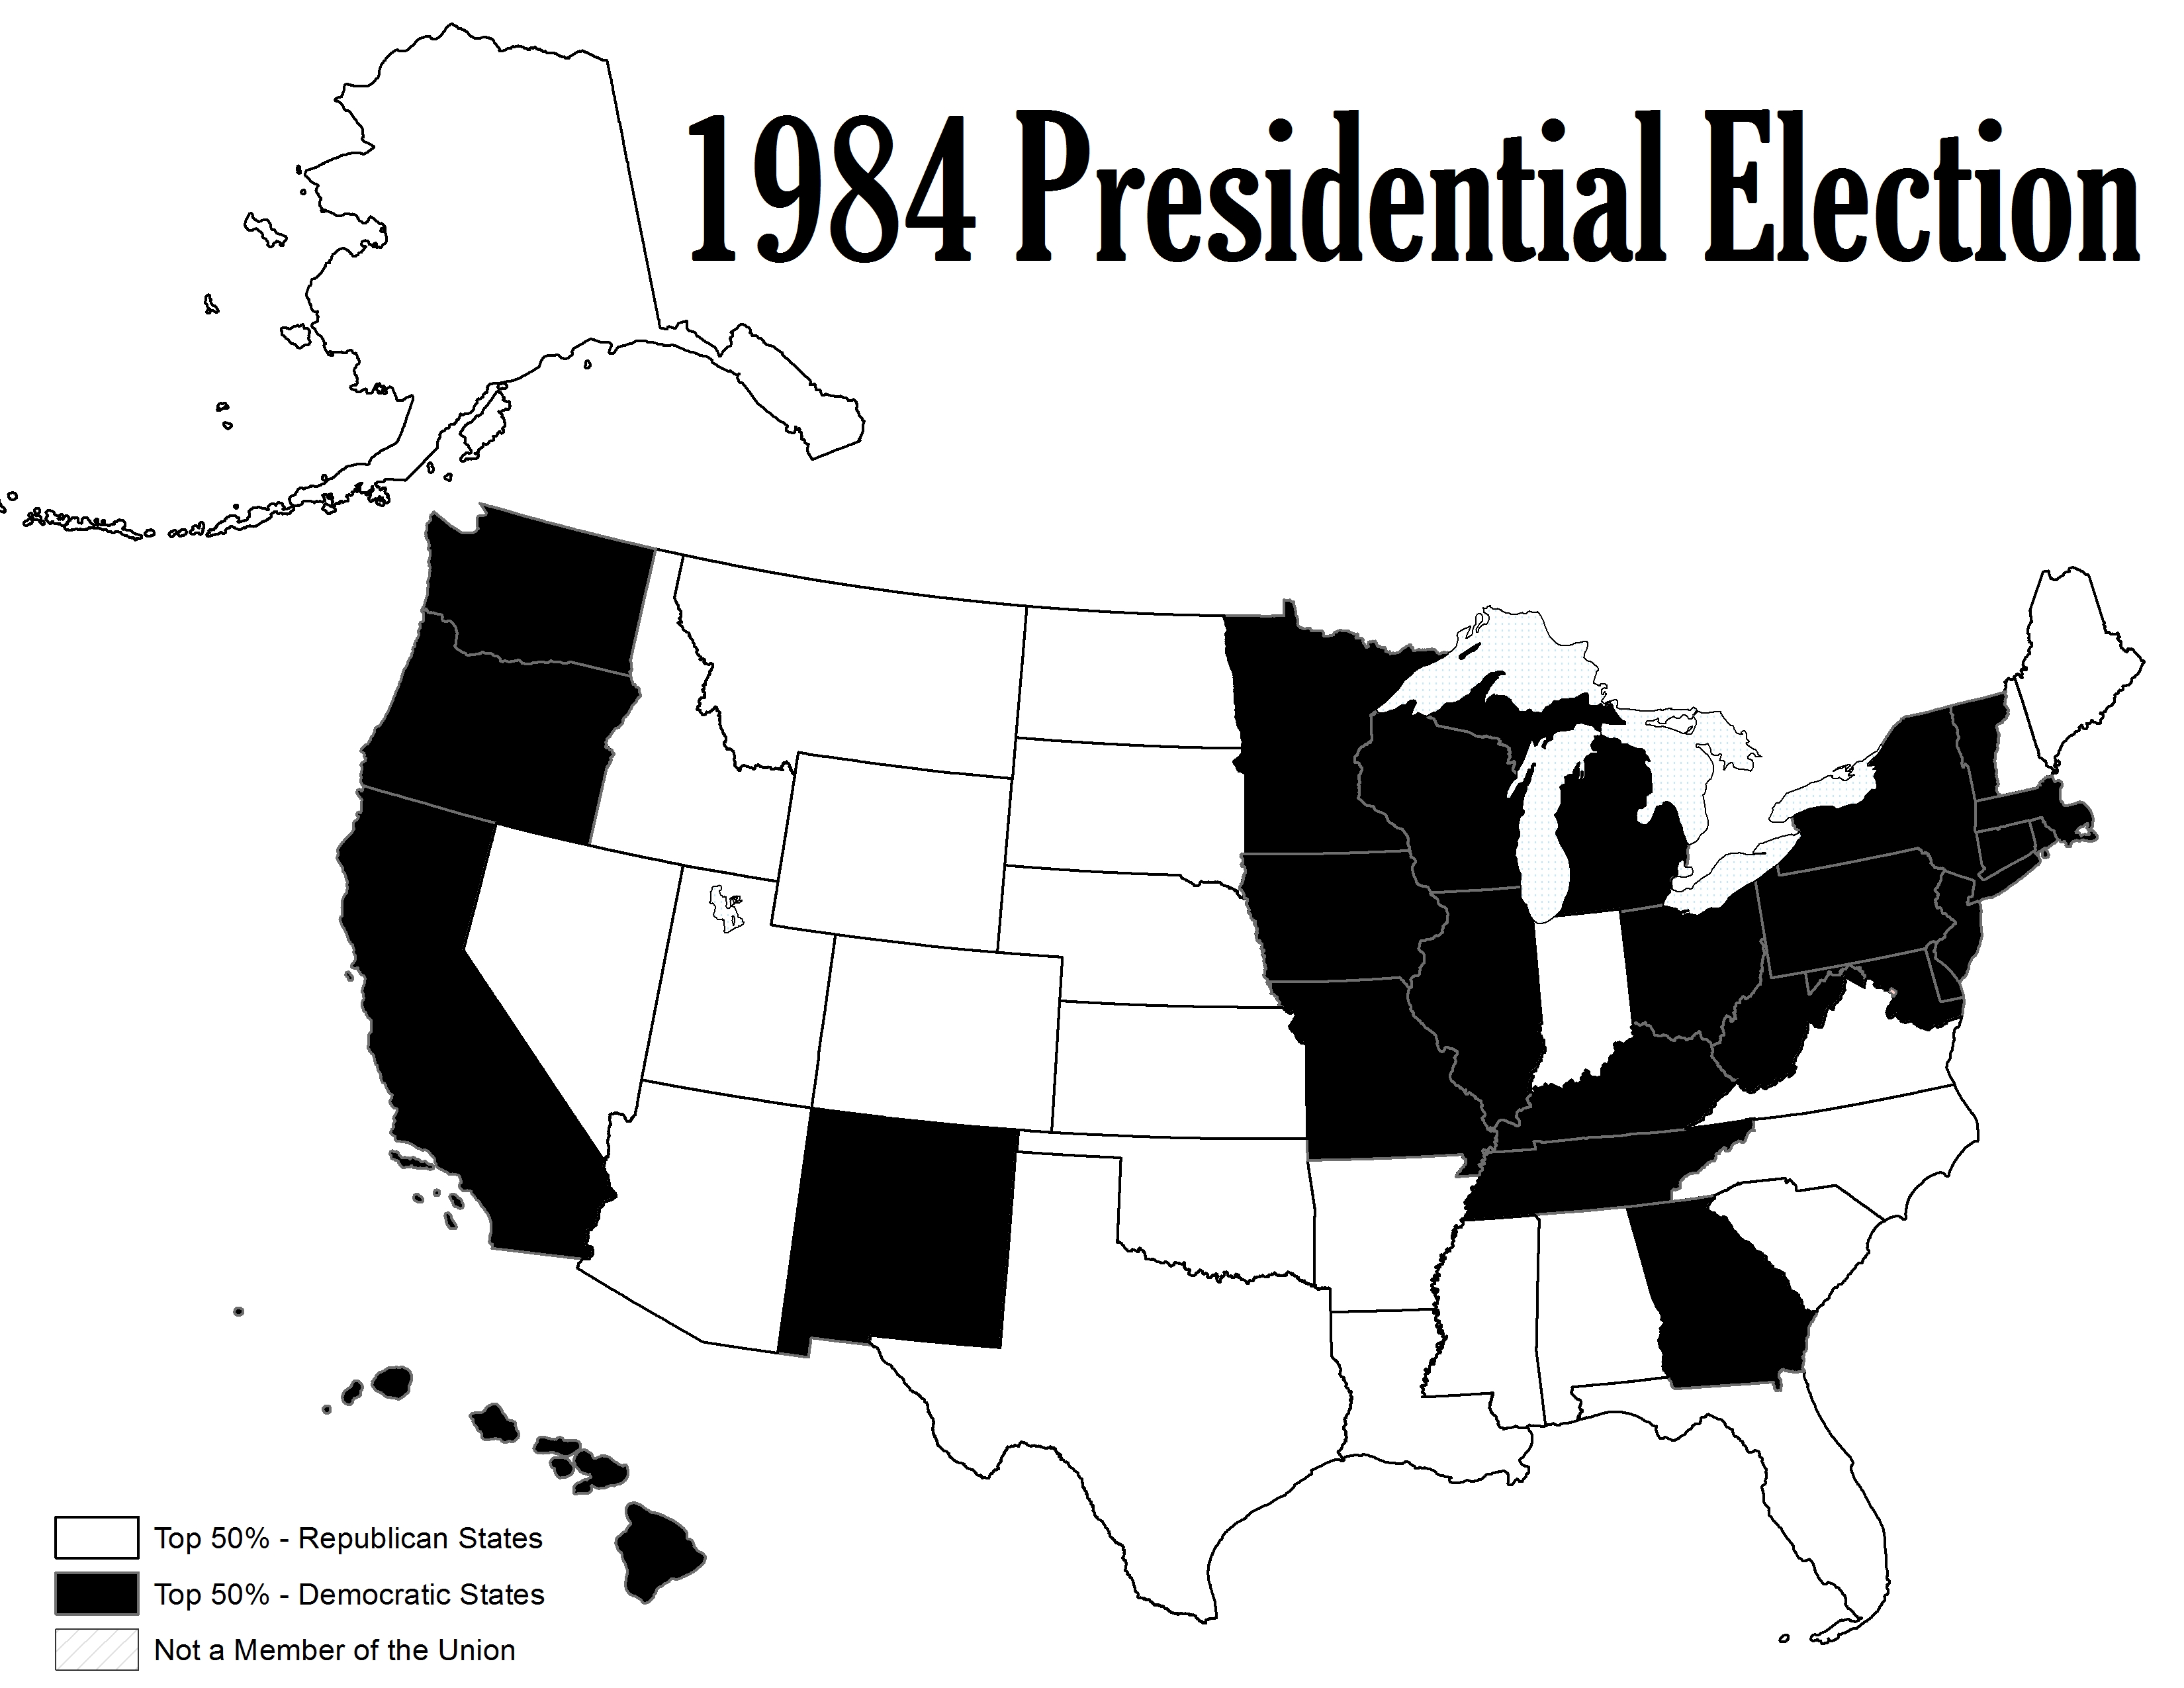 1984 Presidential Election
Top 50% - Republican States
Top 50% - Democratic States
Not a Member of the Union